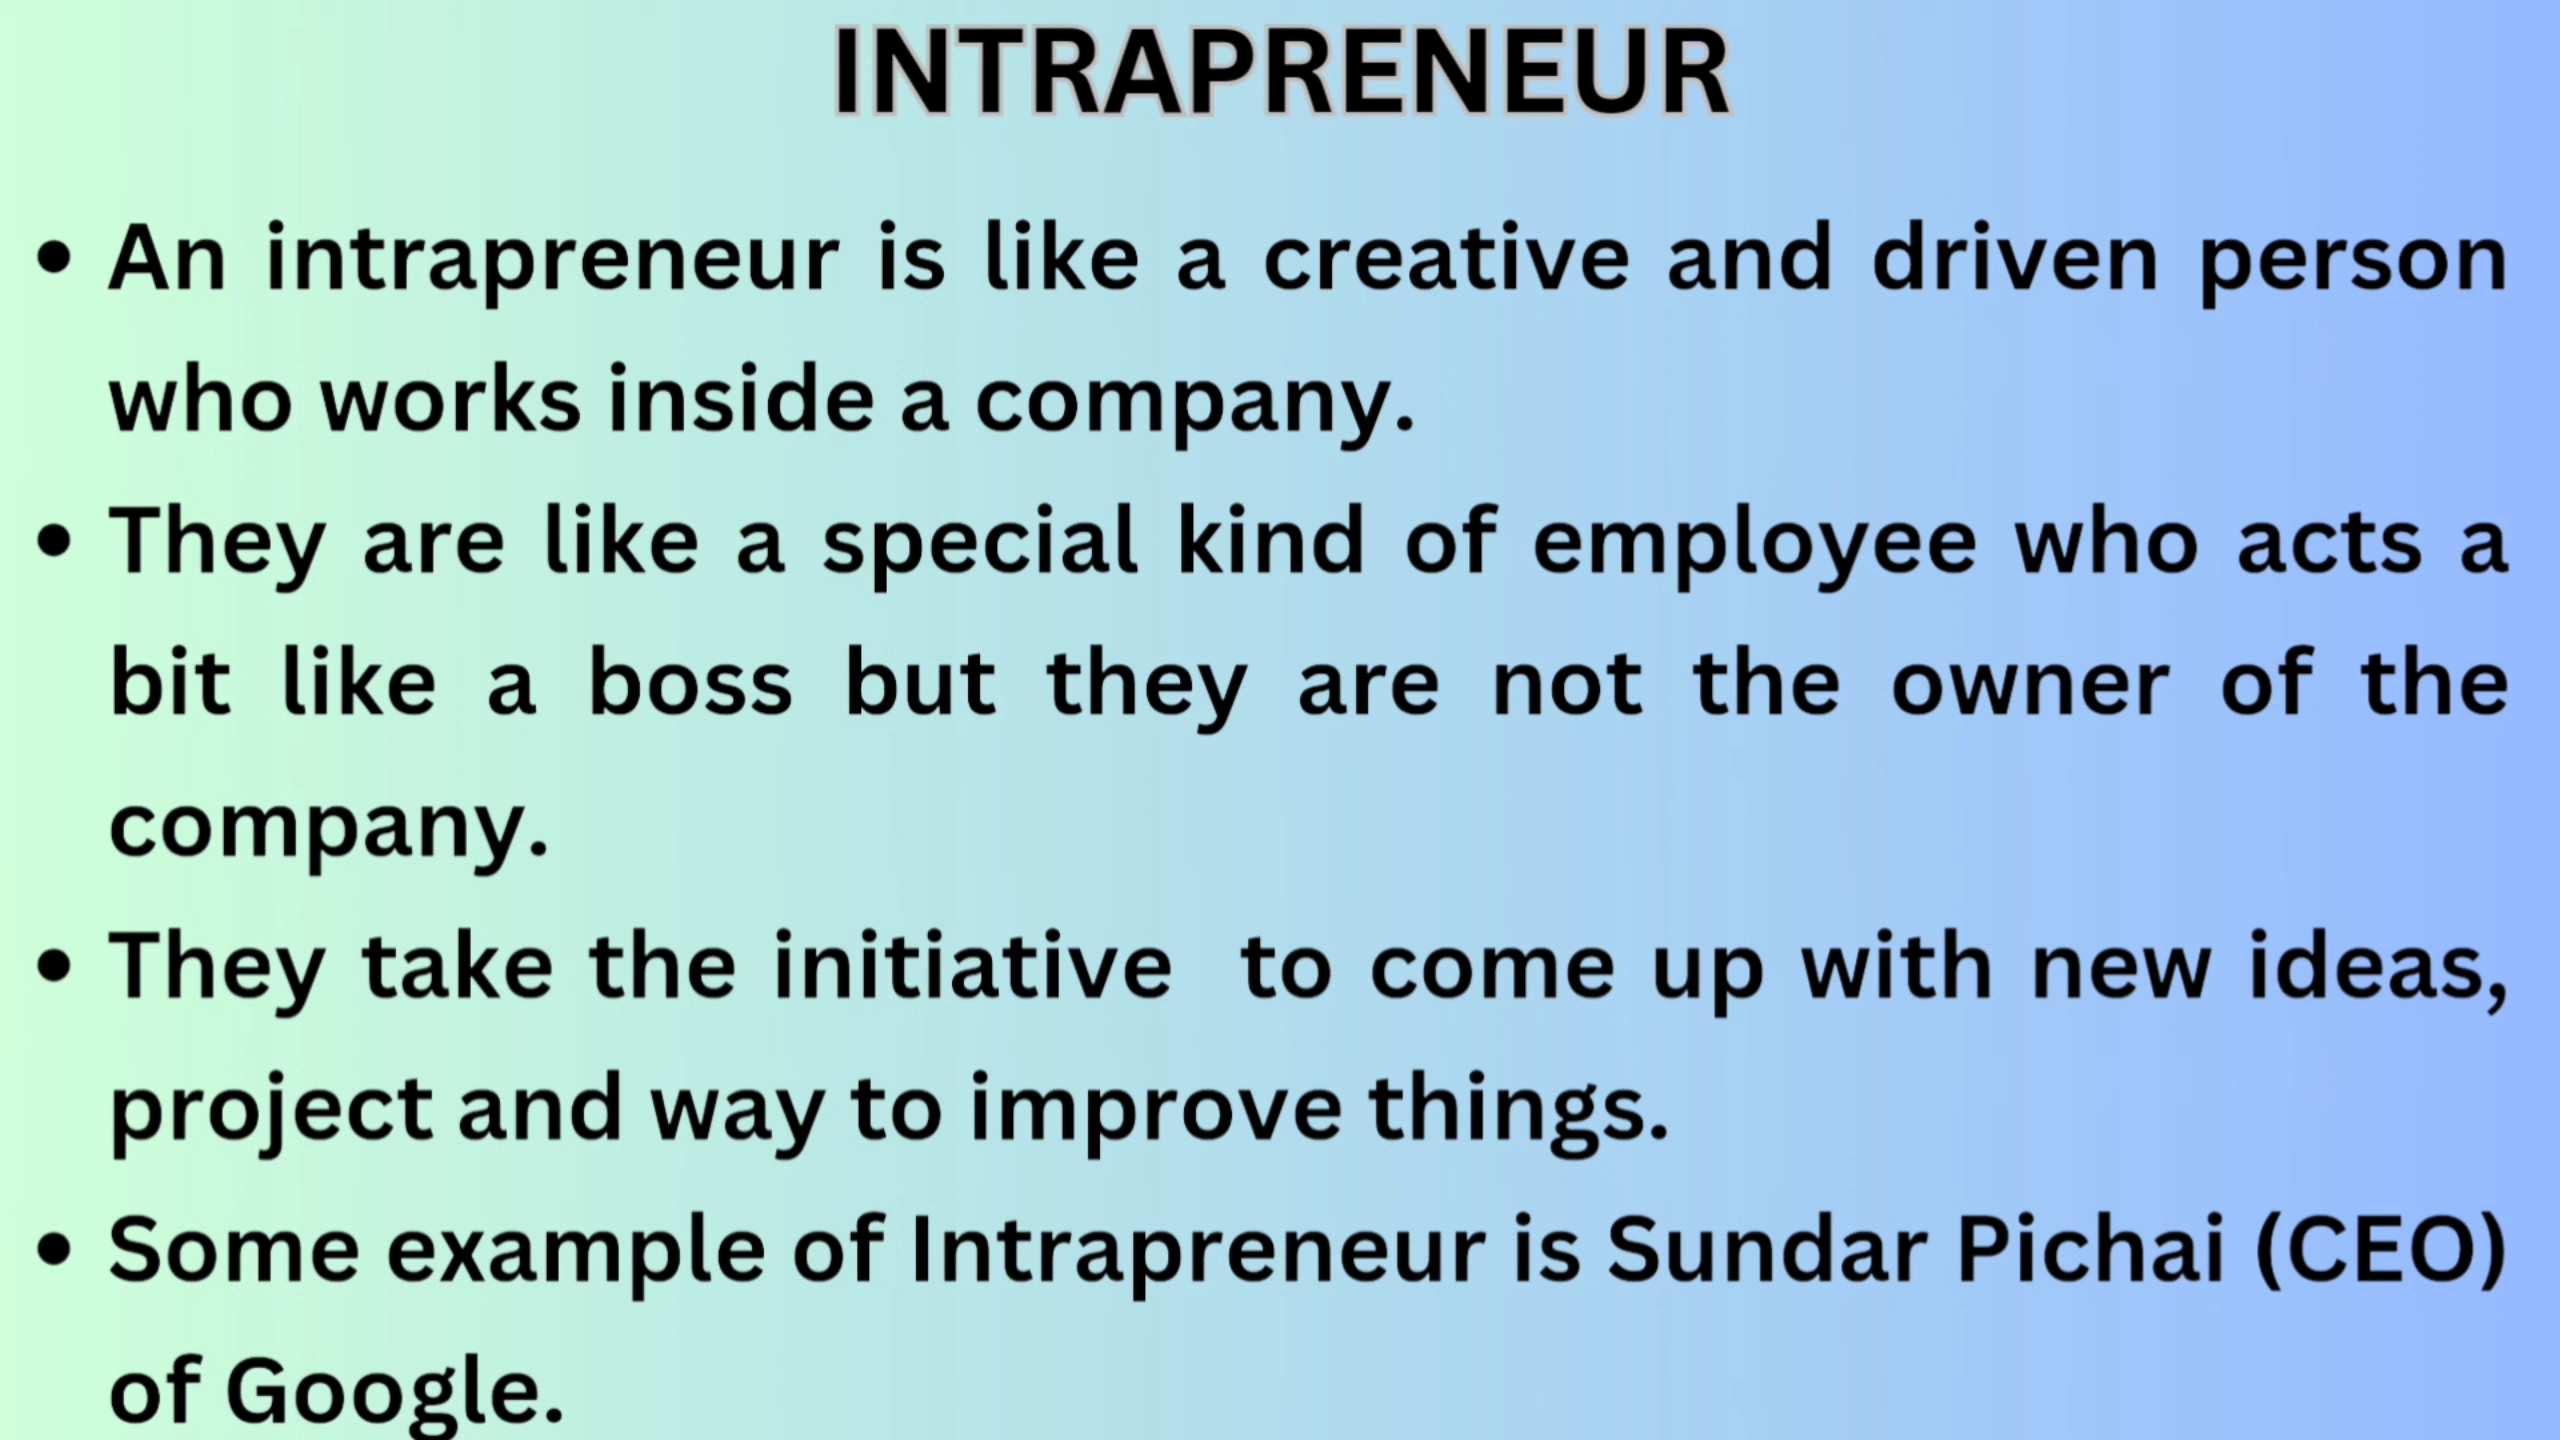 INTRAPRENEUR
• An intrapreneur is like a creative and driven person
who works inside a company.
• They are like a special kind of employee who acts a
bit like a boss but they are not the owner of the
company.
• They take the initiative  to come up with new ideas,
project and way to improve things.
• Some example of Intrapreneur is Sundar Pichai (CEO)
of Google.